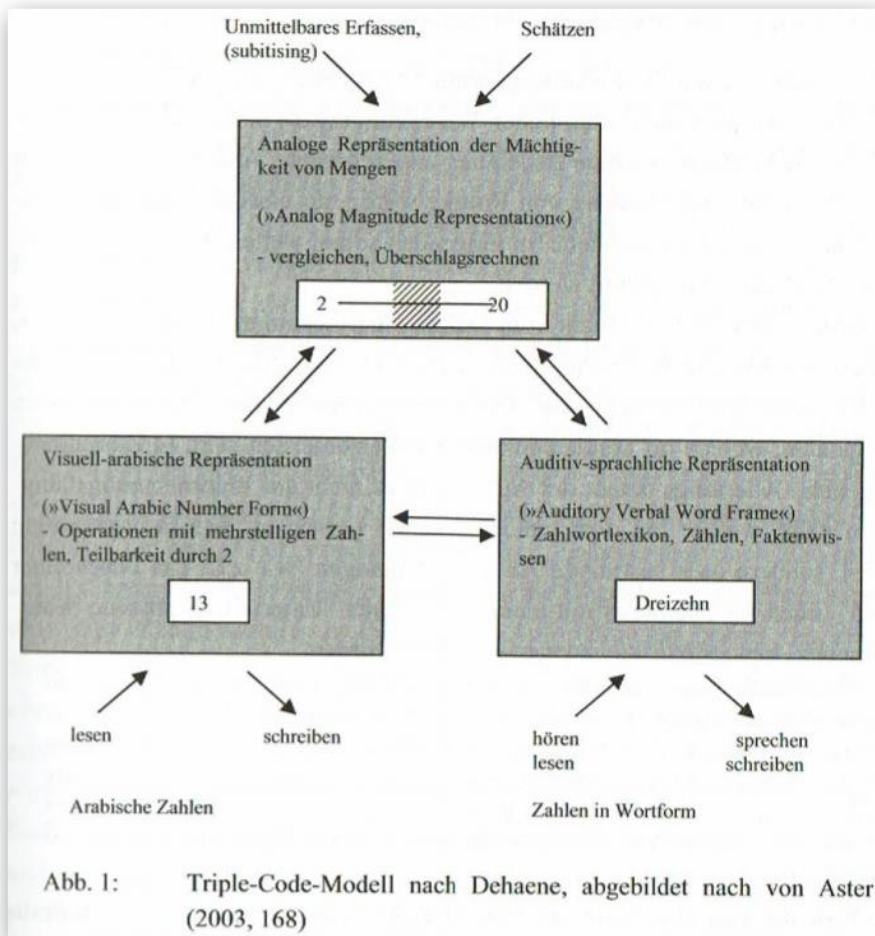 Unmittelbares Erfassen,
(subitising)
Schätzen
Analoge Repräsentation der Mächtig-
keit von Mengen
(»Analog Magnitude Representation«)
- vergleichen, Überschlagsrechnen
2 20
Visuell-arabische Repräsentation
(»Visual Arabic Number Form«)
- Operationen mit mehrstelligen Zah-
len, Teilbarkeit durch 2
13
Auditiv-sprachliche Repräsentation
(»Auditory Verbal Word Frame«)
- Zahlwortlexikon, Zählen, Faktenwis-
sen
Dreizehn
lesen
schreiben
hören
lesen
sprechen
schreiben
Arabische Zahlen
Zahlen in Wortform
Abb. 1: Triple-Code-Modell nach Dehaene, abgebildet nach von Aster
(2003, 168)